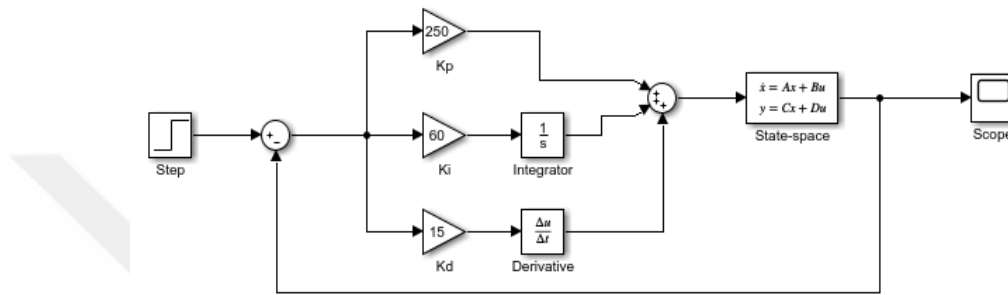 250
Kp
ẋ = Ax + Bu
y = Cx + Du
State-space
Scope
Step
60
Ki
1
s
Integrator
15
Kd
Δu
Δt
Derivative